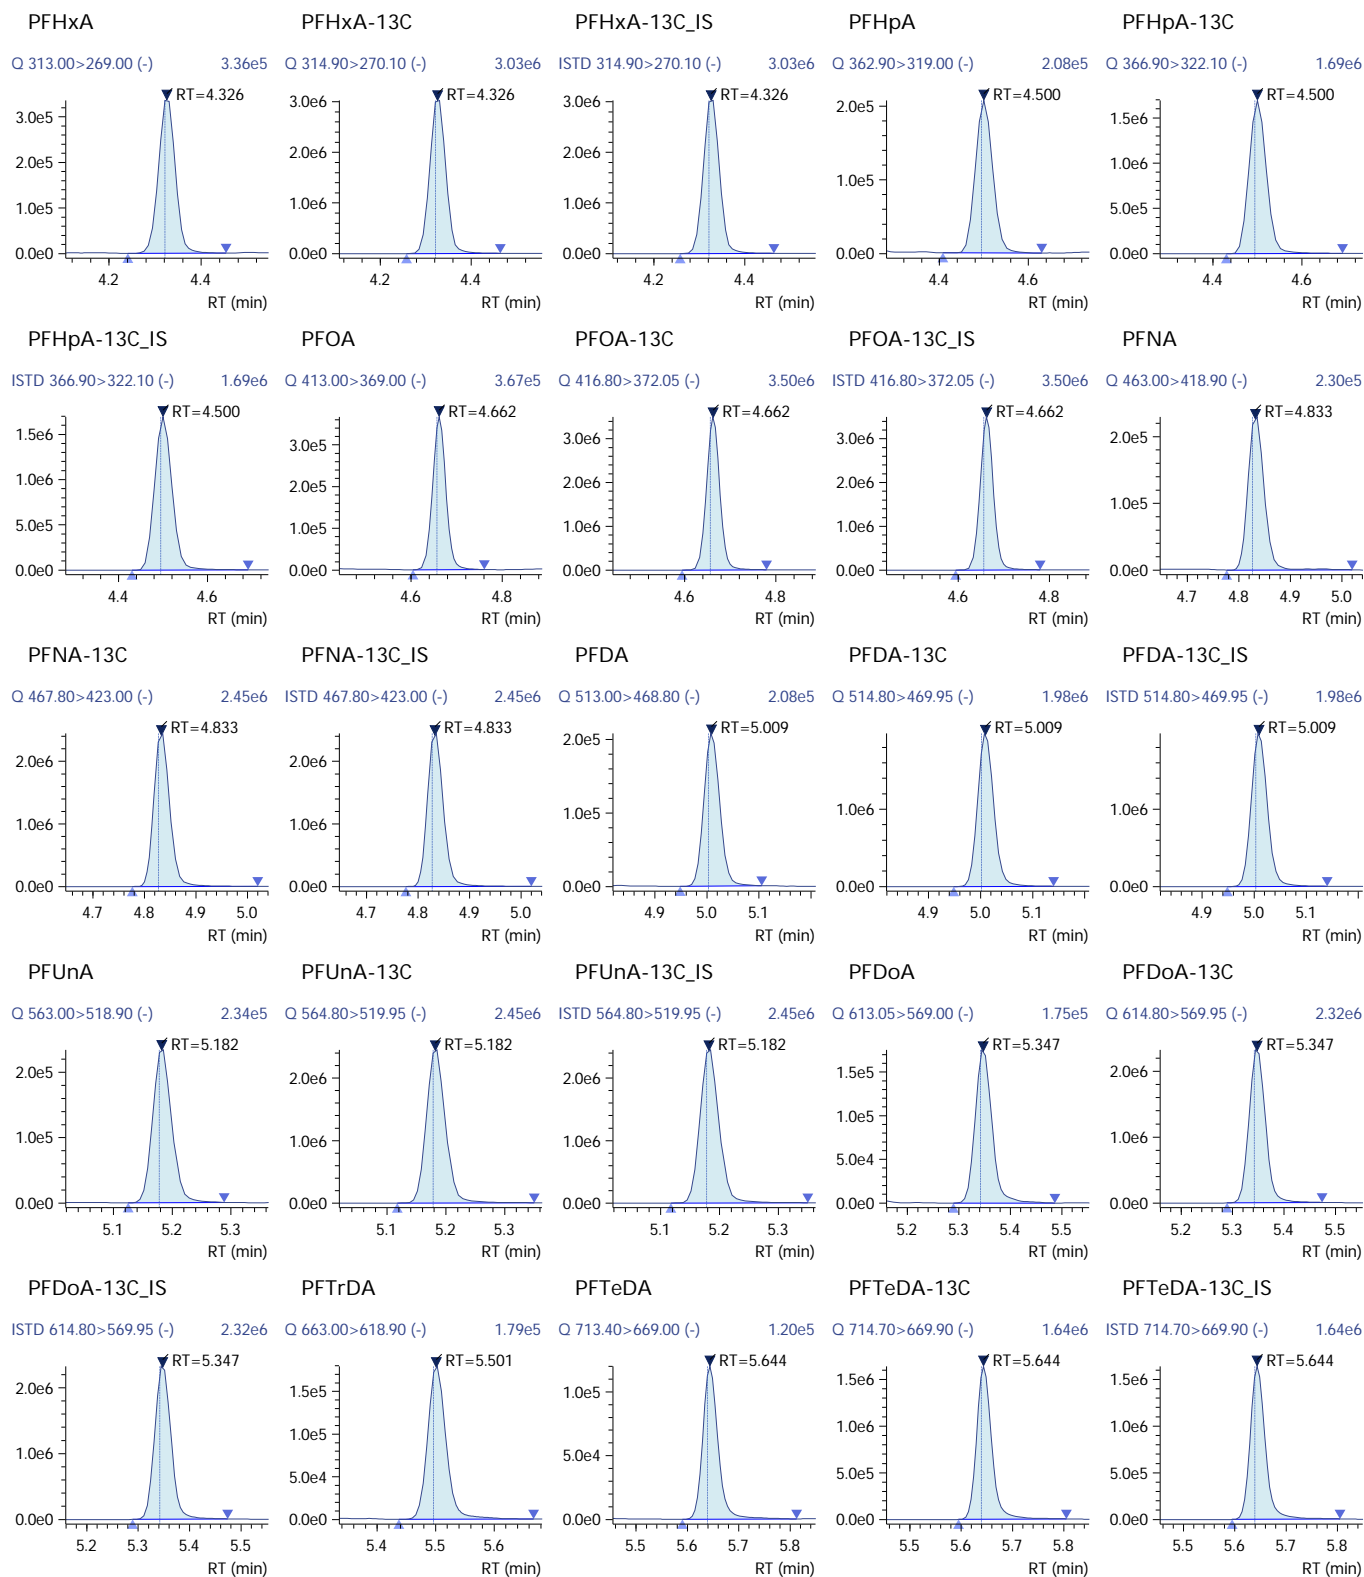 PFHxA PFHxA-13C PFHxA-13C_IS PFHpA PFHpA-13C
Q 313.00>269.00 (-) 3.36e5 Q 314.90>270.10 (-) 3.03e6 ISTD 314.90>270.10 (-) 3.03e6 Q 362.90>319.00 (-) 2.08e5 Q 366.90>322.10 (-) 1.69e6
RT=4.326 RT=4.326 RT=4.326 RT=4.500 RT=4.500
3.0e5 3.0e6 3.0e6 2.0e5 1.5e6
2.0e5 2.0e6 2.0e6 1.0e5 1.0e6
1.0e5 1.0e6 1.0e6 5.0e5
0.0e0 0.0e0 0.0e0 0.0e0 0.0e0
4.2 4.4 4.2 4.4 4.2 4.4 4.4 4.6 4.4 4.6
RT (min) RT (min) RT (min) RT (min) RT (min)
PFHpA-13C_IS PFOA PFOA-13C PFOA-13C_IS PFNA
ISTD 366.90>322.10 (-) 1.69e6 Q 413.00>369.00 (-) 3.67e5 Q 416.80>372.05 (-) 3.50e6 ISTD 416.80>372.05 (-) 3.50e6 Q 463.00>418.90 (-) 2.30e5
RT=4.500 RT=4.662 RT=4.662 RT=4.662 RT=4.833
1.5e6 3.0e5 3.0e6 3.0e6 2.0e5
1.0e6 2.0e5 2.0e6 2.0e6 1.0e5
5.0e5 1.0e5 1.0e6 1.0e6
0.0e0 0.0e0 0.0e0 0.0e0 0.0e0
4.4 4.6 4.6 4.8 4.6 4.8 4.6 4.8 4.7 4.8 4.9 5.0
RT (min) RT (min) RT (min) RT (min) RT (min)
PFNA-13C PFNA-13C_IS PFDA PFDA-13C PFDA-13C_IS
Q 467.80>423.00 (-) 2.45e6 ISTD 467.80>423.00 (-) 2.45e6 Q 513.00>468.80 (-) 2.08e5 Q 514.80>469.95 (-) 1.98e6 ISTD 514.80>469.95 (-) 1.98e6
RT=4.833 RT=4.833 RT=5.009 RT=5.009 RT=5.009
2.0e6 2.0e6 2.0e5
1.0e6 1.0e6 1.0e5 1.0e6 1.0e6
0.0e0 0.0e0 0.0e0 0.0e0 0.0e0
4.7 4.8 4.9 5.0 4.7 4.8 4.9 5.0 4.9 5.0 5.1 4.9 5.0 5.1 4.9 5.0 5.1
RT (min) RT (min) RT (min) RT (min) RT (min)
PFUnA PFUnA-13C PFUnA-13C_IS PFDoA PFDoA-13C
Q 563.00>518.90 (-) 2.34e5 Q 564.80>519.95 (-) 2.45e6 ISTD 564.80>519.95 (-) 2.45e6 Q 613.05>569.00 (-) 1.75e5 Q 614.80>569.95 (-) 2.32e6
RT=5.182 RT=5.182 RT=5.182 RT=5.347 RT=5.347
2.0e5 2.0e6 2.0e6 1.5e5 2.0e6
1.0e5 1.0e6 1.0e6 1.0e5 1.0e6
5.0e4
0.0e0 0.0e0 0.0e0 0.0e0 0.0e0
5.1 5.2 5.3 5.1 5.2 5.3 5.1 5.2 5.3 5.2 5.3 5.4 5.5 5.2 5.3 5.4 5.5
RT (min) RT (min) RT (min) RT (min) RT (min)
PFDoA-13C_IS PFTrDA PFTeDA PFTeDA-13C PFTeDA-13C_IS
ISTD 614.80>569.95 (-) 2.32e6 Q 663.00>618.90 (-) 1.79e5 Q 713.40>669.00 (-) 1.20e5 Q 714.70>669.90 (-) 1.64e6 ISTD 714.70>669.90 (-) 1.64e6
RT=5.347 RT=5.501 RT=5.644 RT=5.644 RT=5.644
2.0e6 1.5e5 1.0e5 1.5e6 1.5e6
1.0e6 1.0e5 5.0e4 1.0e6 1.0e6
5.0e4 5.0e5 5.0e5
0.0e0 0.0e0 0.0e0 0.0e0 0.0e0
5.2 5.3 5.4 5.5 5.4 5.5 5.6 5.5 5.6 5.7 5.8 5.5 5.6 5.7 5.8 5.5 5.6 5.7 5.8
RT (min) RT (min) RT (min) RT (min) RT (min)